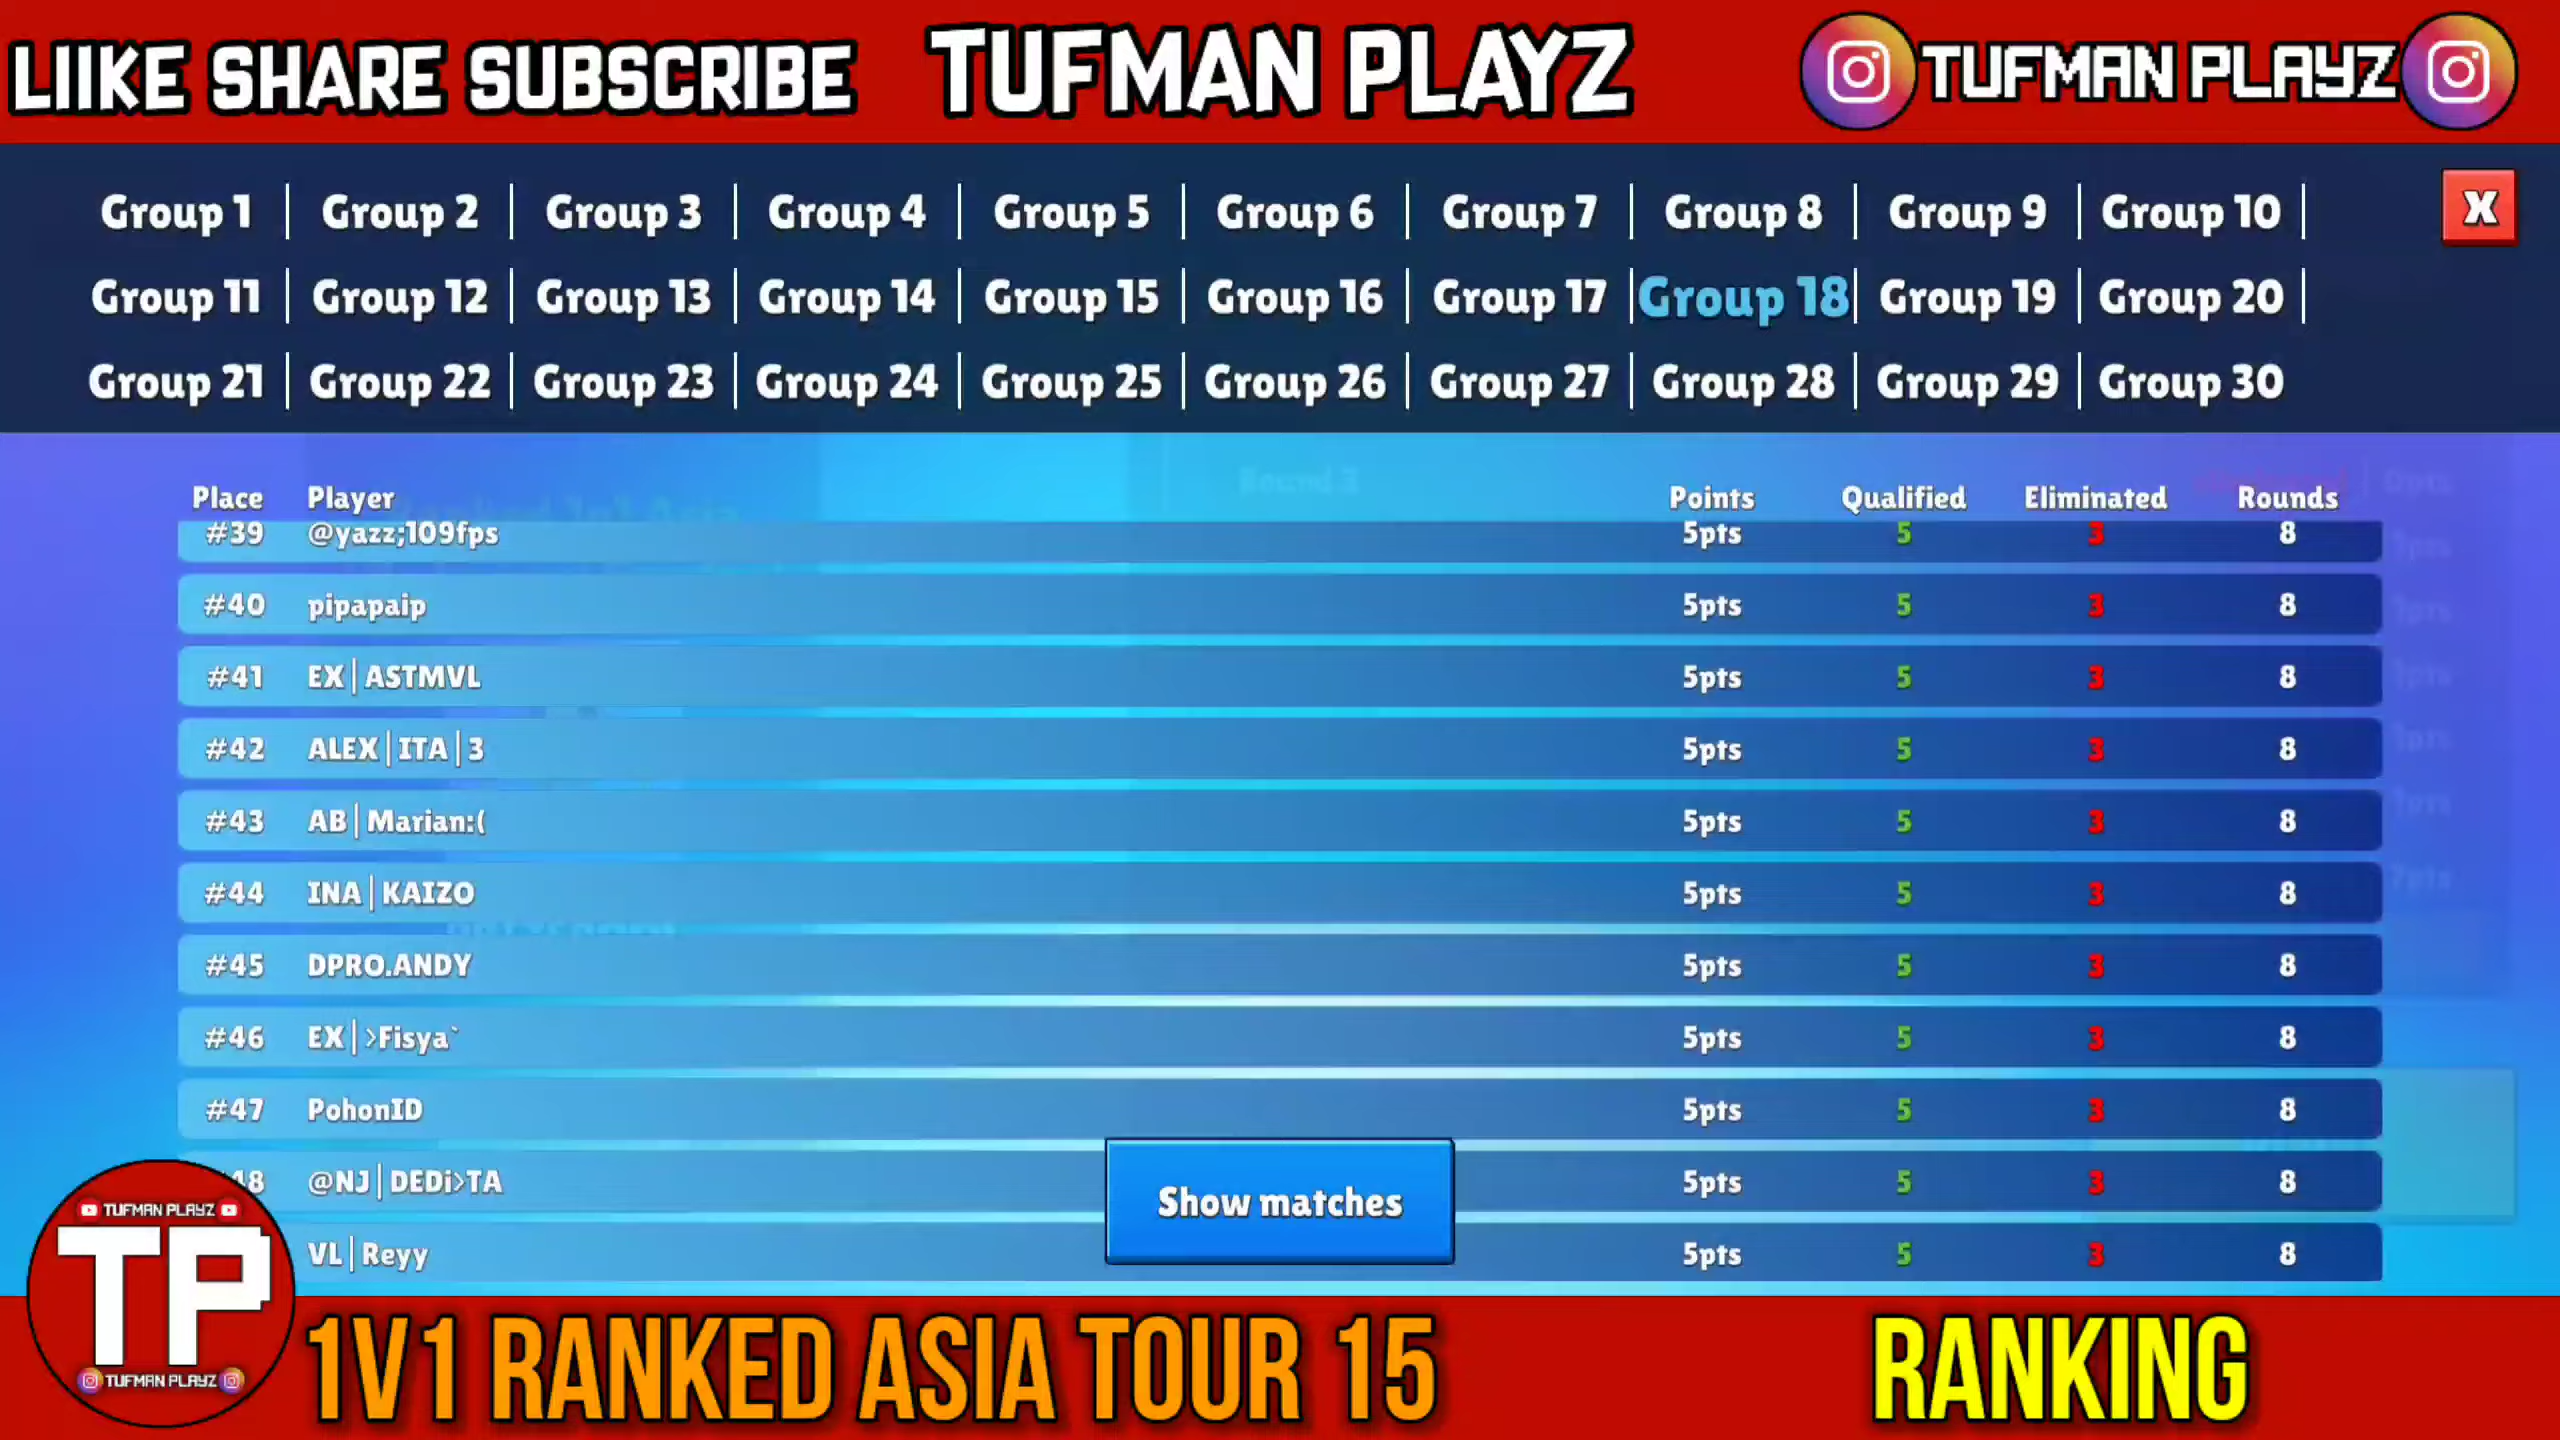 LIIKE SHARE SUBSCRIBE TUFMAN PLAYZ TUFMAN PLAYZ
Group 1 | Group 2 | Group 3 | Group 4 | Group 5 | Group 6 | Group 7 | Group 8 | Group 9 | Group 10 | X
Group 11 | Group 12 | Group 13 | Group 14 | Group 15 | Group 16 | Group 17 | Group 18 | Group 19 | Group 20 |
Group 21 | Group 22 | Group 23 | Group 24 | Group 25 | Group 26 | Group 27 | Group 28 | Group 29 | Group 30
Place Player Points Qualified Eliminated Rounds
#39 @yazz;109fps 5pts 5 3 8
#40 pipapaip 5pts 5 3 8
#41 EX|ASTMVL 5pts 5 3 8
#42 ALEX|ITA|3 5pts 5 3 8
#43 AB|Marian:( 5pts 5 3 8
#44 INA|KAIZO 5pts 5 3 8
#45 DPRO.ANDY 5pts 5 3 8
#46 EX|>Fisya` 5pts 5 3 8
#47 PohonID 5pts 5 3 8
48 @NJ|DEDi>TA 5pts 5 3 8
Show matches
VL|Reyy 5pts 5 3 8
TUFMAN PLAYZ
TP
TUFMAN PLAYZ
1V1 RANKED ASIA TOUR 15 RANKING